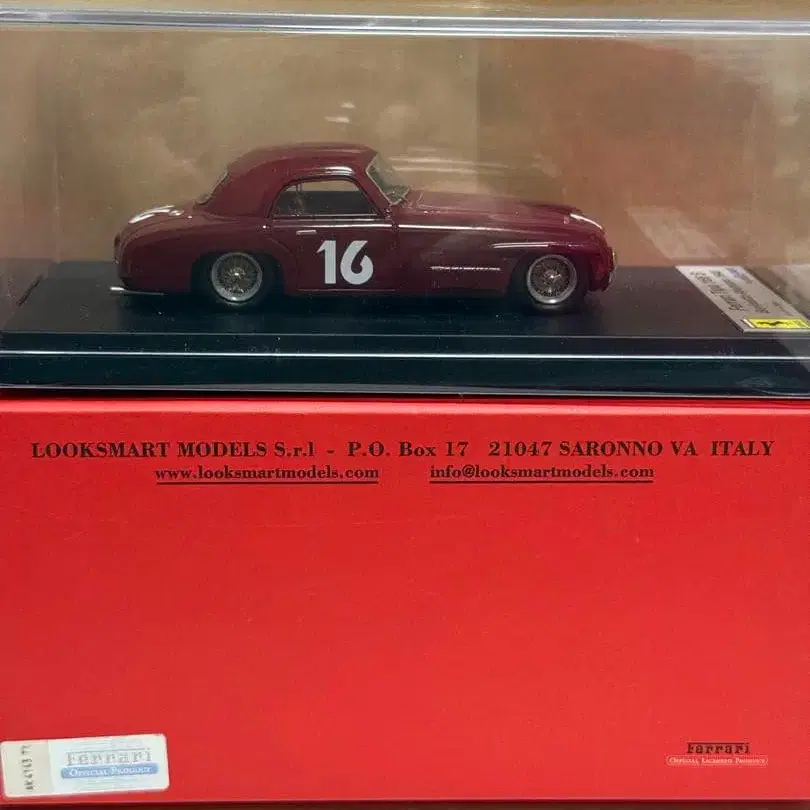 16
LOOKSMART MODELS S.r.l - P.O. Box 17 21047 SARONNO VA ITALY
www.looksmartmodels.com info@looksmartmodels.com
Ferrari
OFFICIAL PRODUCT
Ferrari
OFFICIAL LICENSED PRODUCT